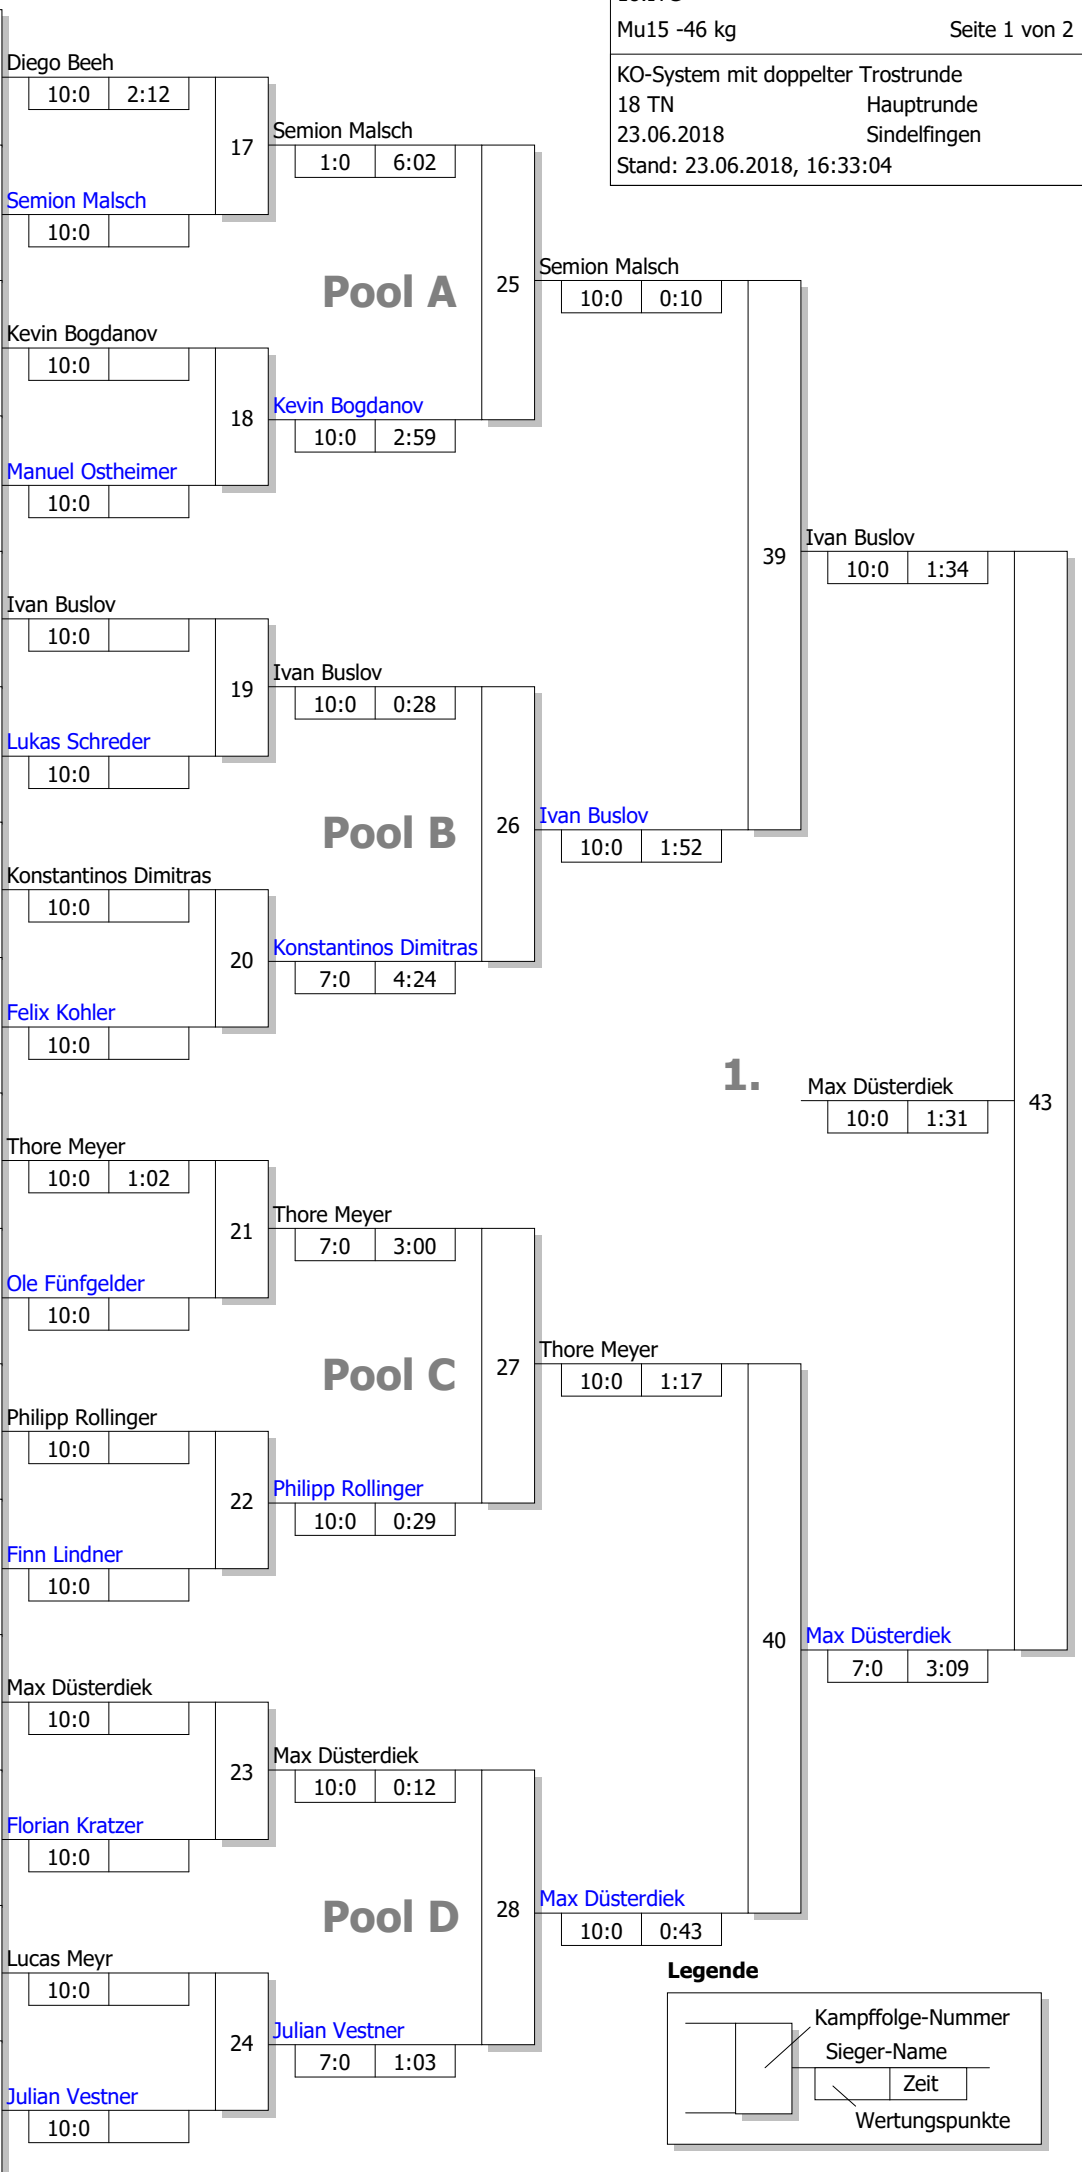 Mu15 -46 kg Seite 1 von 2
KO-System mit doppelter Trostrunde
18 TN Hauptrunde
23.06.2018 Sindelfingen
Stand: 23.06.2018, 16:33:04
Diego Beeh
10:0 2:12
17
Semion Malsch
10:0
Semion Malsch
1:0 6:02
Pool A
25
Kevin Bogdanov
10:0
18
Manuel Ostheimer
10:0
Kevin Bogdanov
10:0 2:59
Semion Malsch
10:0 0:10
39
Ivan Buslov
10:0
19
Lukas Schreder
10:0
Ivan Buslov
10:0 0:28
Pool B
26
Konstantinos Dimitras
10:0
20
Felix Kohler
10:0
Konstantinos Dimitras
7:0 4:24
Ivan Buslov
10:0 1:52
Ivan Buslov
10:0 1:34
1.
Max Düsterdiek
10:0 1:31
43
Thore Meyer
10:0 1:02
21
Ole Fünfgelder
10:0
Thore Meyer
7:0 3:00
Pool C
27
Philipp Rollinger
10:0
22
Finn Lindner
10:0
Philipp Rollinger
10:0 0:29
Thore Meyer
10:0 1:17
40
Max Düsterdiek
7:0 3:09
Max Düsterdiek
10:0
23
Florian Kratzer
10:0
Max Düsterdiek
10:0 0:12
Pool D
28
Max Düsterdiek
10:0 0:43
Lucas Meyr
10:0
24
Julian Vestner
10:0
Julian Vestner
7:0 1:03
Legende
Kampffolge-Nummer
Sieger-Name
Zeit
Wertungspunkte